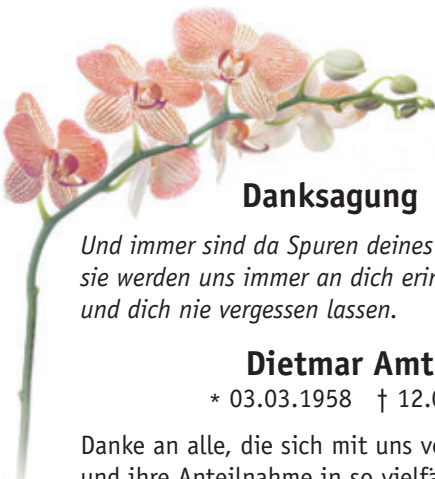 Danksagung
Und immer sind da Spuren deines
sie werden uns immer an dich
und dich nie vergessen lassen.
Dietmar
* 03.03.1958 † 12.
Danke an alle, die sich mit uns
und ihre Anteilnahme in so